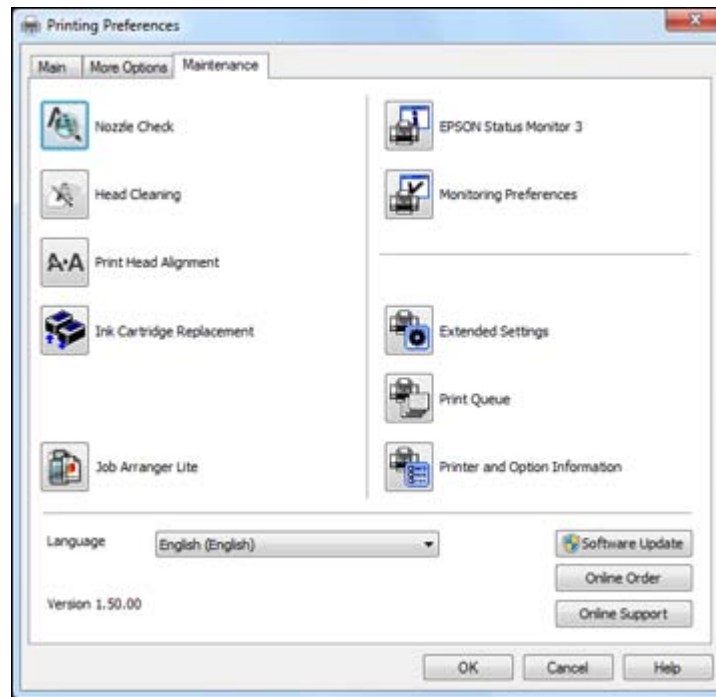 Printing Preferences
Main
More Options
Maintenance
Nozzle Check
EPSON Status Monitor 3
Head Cleaning
Monitoring Preferences
A·A
Print Head Alignment
Ink Cartridge Replacement
Extended Settings
Print Queue
Job Arranger Lite
Printer and Option Information
Language
English (English)
Software Update
Online Order
Version 1.50.00
Online Support
OK
Cancel
Help